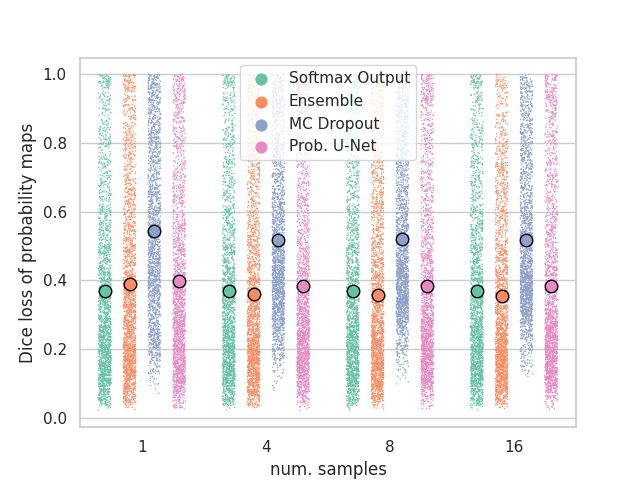 Softmax Output
Ensemble
MC Dropout
Prob. U-Net
Dice loss of probability maps
1.0
0.8
0.6
0.4
0.2
0.0
1 4 8 16
num. samples